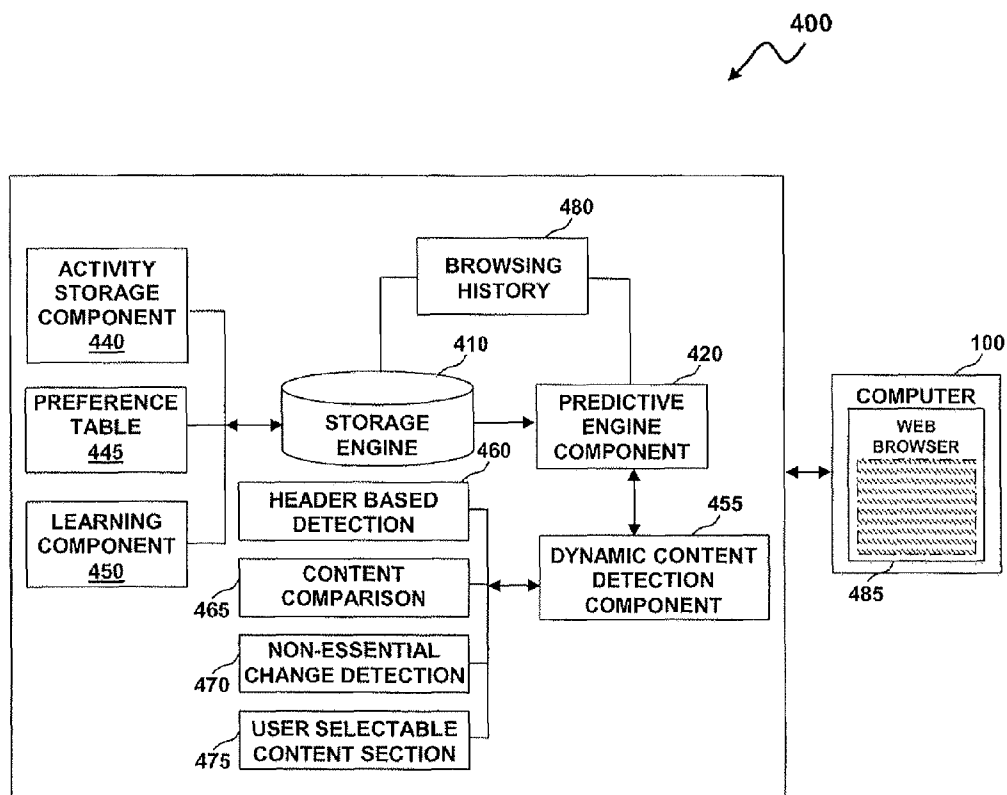 400
480
BROWSING
HISTORY
ACTIVITY
STORAGE
COMPONENT
440
410
STORAGE
ENGINE
420
PREDICTIVE
ENGINE
COMPONENT
100
COMPUTER
WEB
BROWSER
485
PREFERENCE
TABLE
445
LEARNING
COMPONENT
450
460
HEADER BASED
DETECTION
455
DYNAMIC CONTENT
DETECTION
COMPONENT
CONTENT
COMPARISON
465
NON-ESSENTIAL
CHANGE DETECTION
470
USER SELECTABLE
CONTENT SECTION
475